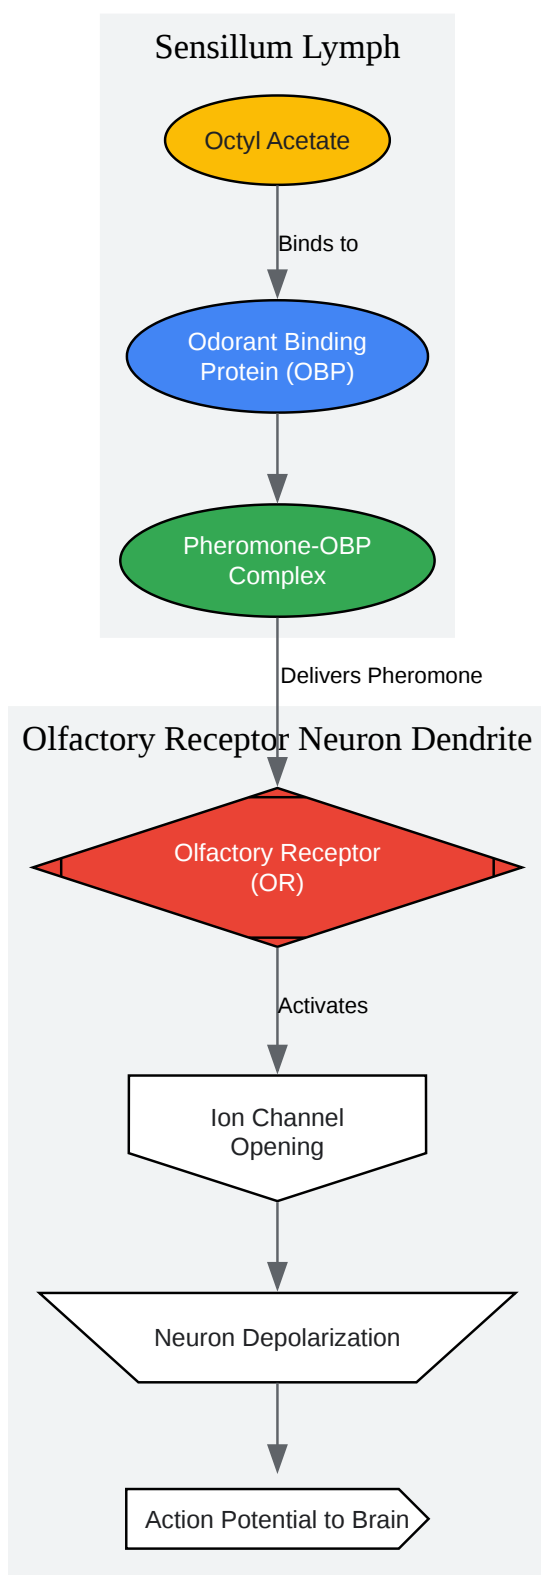 Sensillum Lymph
Octyl Acetate
Binds to
Odorant Binding
Protein (OBP)
Pheromone-OBP
Complex
Delivers Pheromone
Olfactory Receptor Neuron Dendrite
Olfactory Receptor
(OR)
Activates
Ion Channel
Opening
Neuron Depolarization
Action Potential to Brain